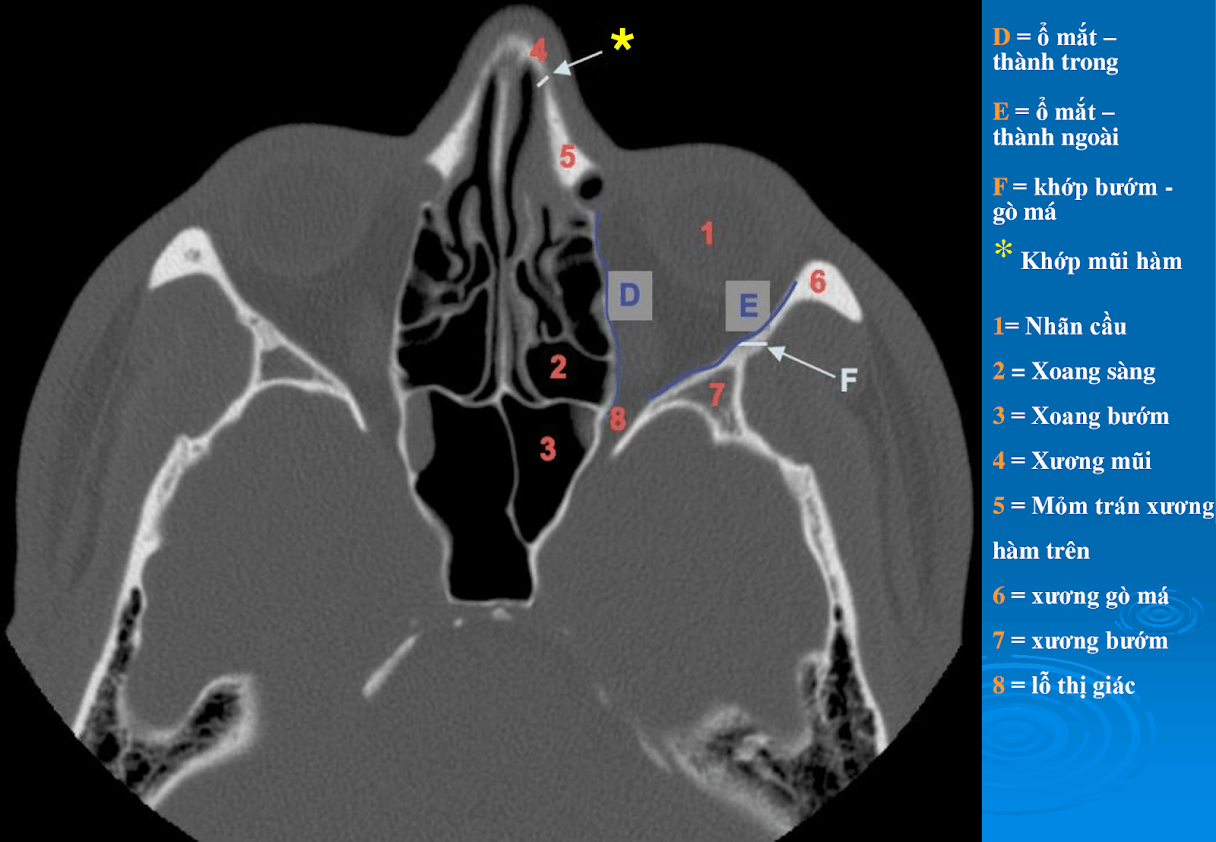 4
*
5
1
D
E
6
2
F
7
8
3
D = ổ mắt –
thành trong
E = ổ mắt –
thành ngoài
F = khớp bướm -
gò má
* Khớp mũi hàm
1= Nhãn cầu
2 = Xoang sàng
3 = Xoang bướm
4 = Xương mũi
5 = Mỏm trán xương
hàm trên
6 = xương gò má
7 = xương bướm
8 = lỗ thị giác